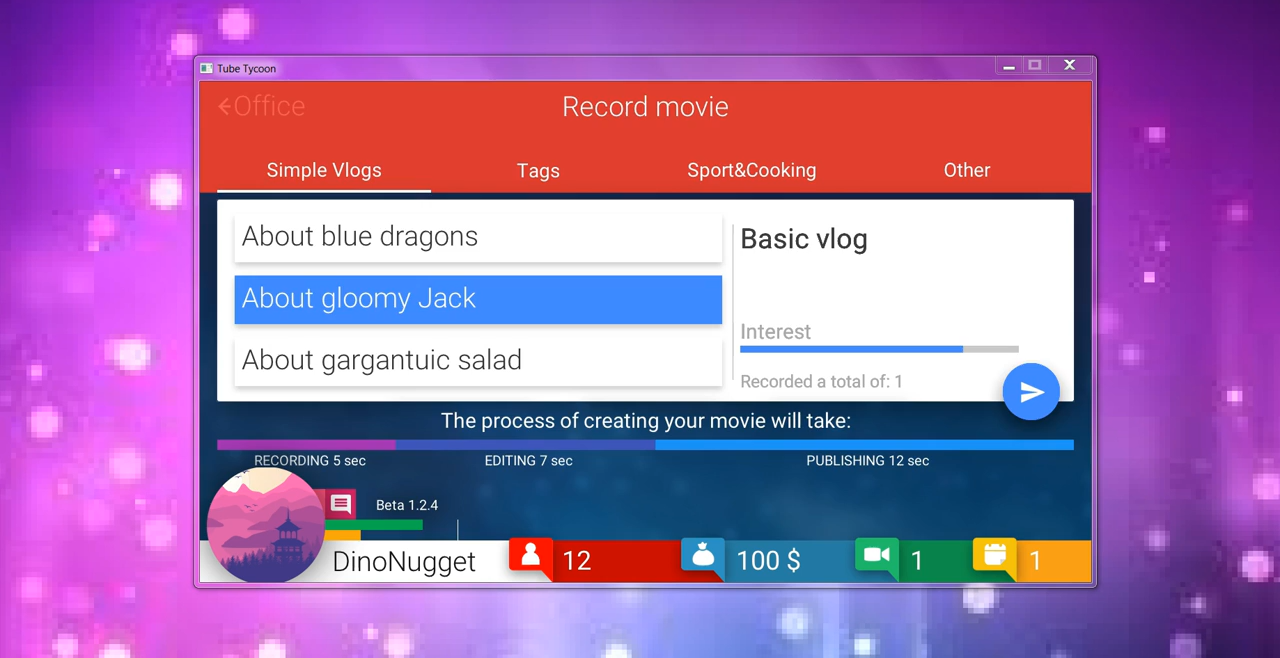 Tube Tycoon
Office
Record movie
Simple Vlogs
Tags
Sport&Cooking
Other
About blue dragons
About gloomy Jack
About gargantuic salad
Basic vlog
Interest
Recorded a total of: 1
The process of creating your movie will take:
RECORDING 5 sec
EDITING 7 sec
PUBLISHING 12 sec
Beta 1.2.4
DinoNugget
12
100 $
1
1